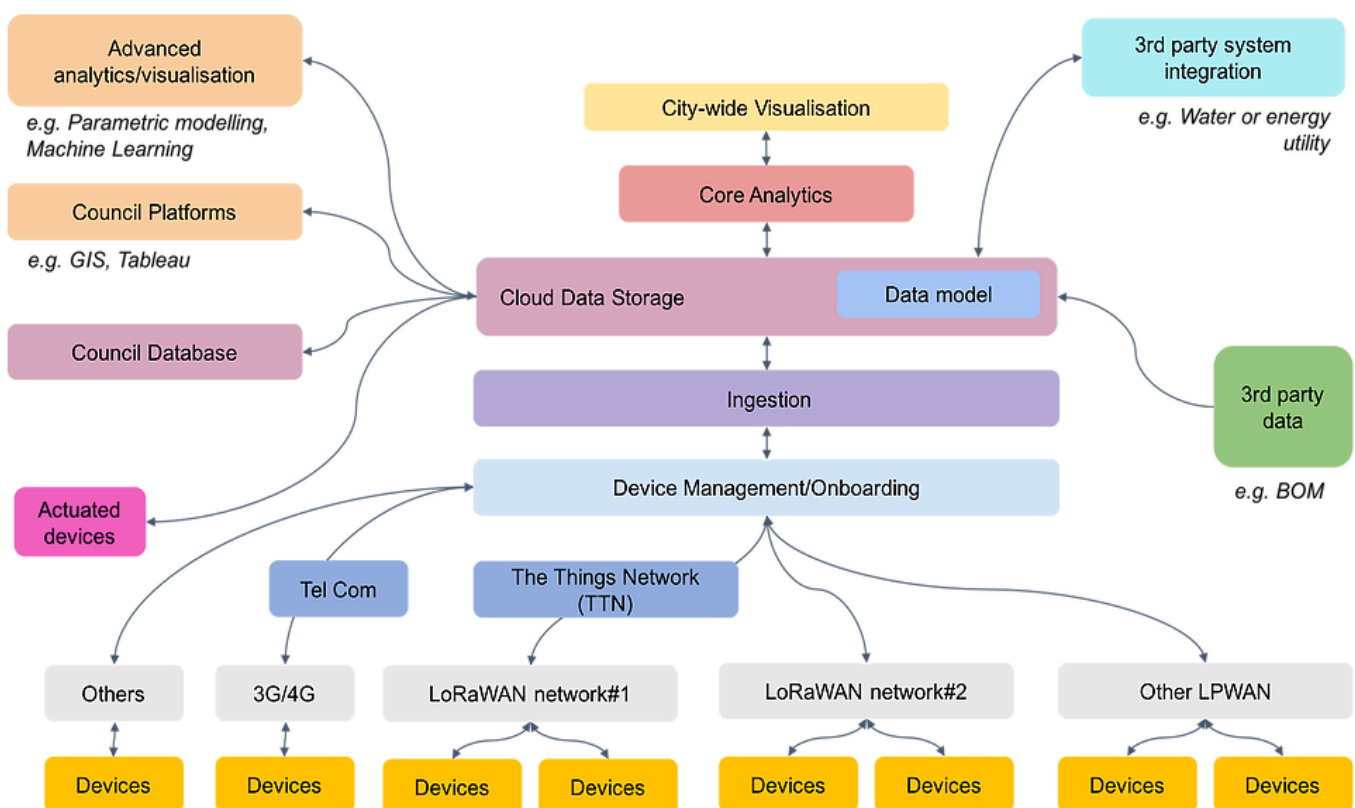 Advanced
analytics/visualisation
e.g. Parametric modelling,
Machine Learning
3rd party system
integration
e.g. Water or energy
utility
City-wide Visualisation
Core Analytics
Council Platforms
e.g. GIS, Tableau
Cloud Data Storage
Data model
Council Database
Ingestion
3rd party
data
e.g. BOM
Device Management/Onboarding
Actuated
devices
Tel Com
The Things Network
(TTN)
Others
3G/4G
LoRaWAN network#1
LoRaWAN network#2
Other LPWAN
Devices
Devices
Devices
Devices
Devices
Devices
Devices
Devices